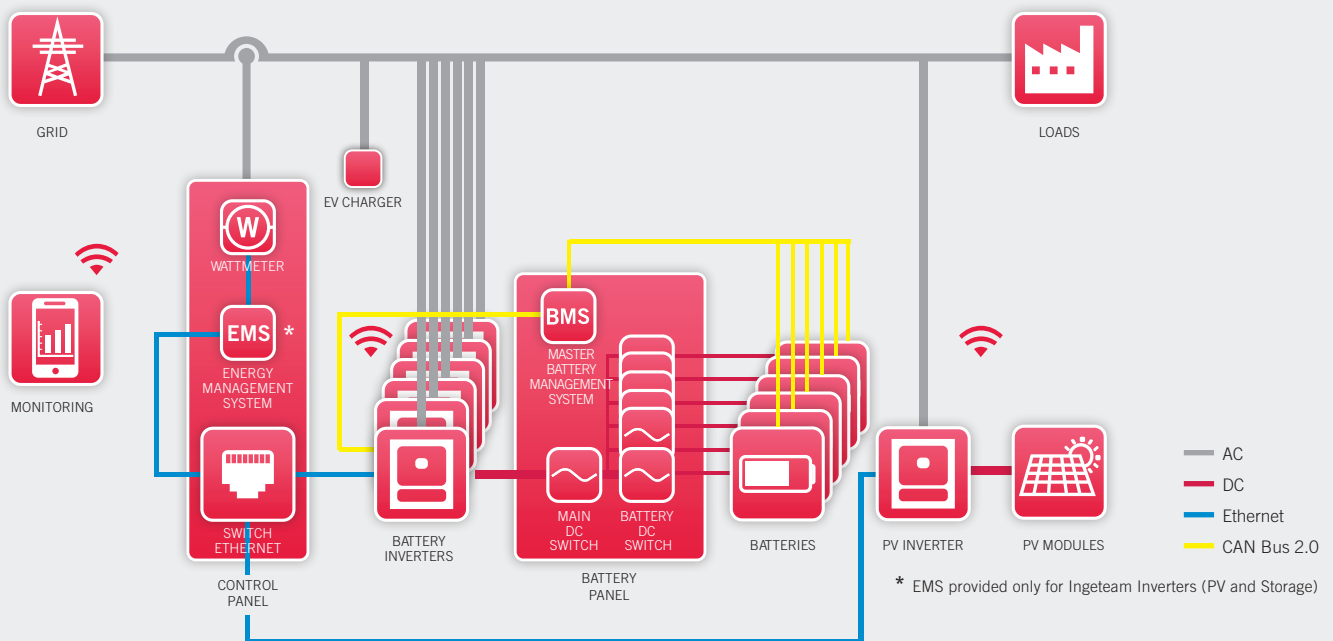 GRID
LOADS
EV CHARGER
W
WATTMETER
EMS *
ENERGY
MANAGEMENT
SYSTEM
MONITORING
BMS
MASTER
BATTERY
MANAGEMENT
SYSTEM
SWITCH
ETHERNET
CONTROL
PANEL
BATTERY
INVERTERS
MAIN
DC
SWITCH
BATTERY
DC
SWITCH
BATTERY
PANEL
BATTERIES
PV INVERTER
PV MODULES
AC
DC
Ethernet
CAN Bus 2.0
* EMS provided only for Ingeteam Inverters (PV and Storage)